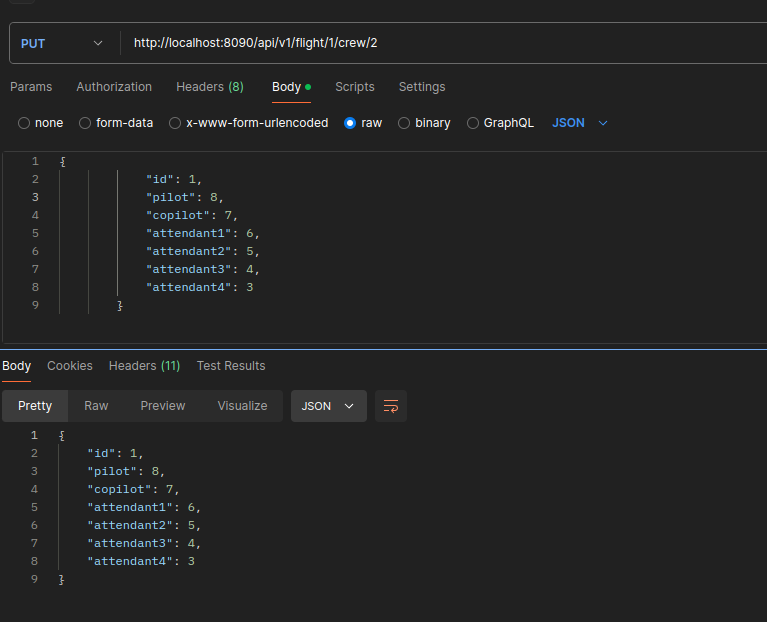 PUT http://localhost:8090/api/v1/flight/1/crew/2
Params Authorization Headers (8) Body Scripts Settings
none form-data x-www-form-urlencoded raw binary GraphQL JSON
1 {
2 "id": 1,
3 "pilot": 8,
4 "copilot": 7,
5 "attendant1": 6,
6 "attendant2": 5,
7 "attendant3": 4,
8 "attendant4": 3
9 }
Body Cookies Headers (11) Test Results
Pretty Raw Preview Visualize JSON
1 {
2 "id": 1,
3 "pilot": 8,
4 "copilot": 7,
5 "attendant1": 6,
6 "attendant2": 5,
7 "attendant3": 4,
8 "attendant4": 3
9 }